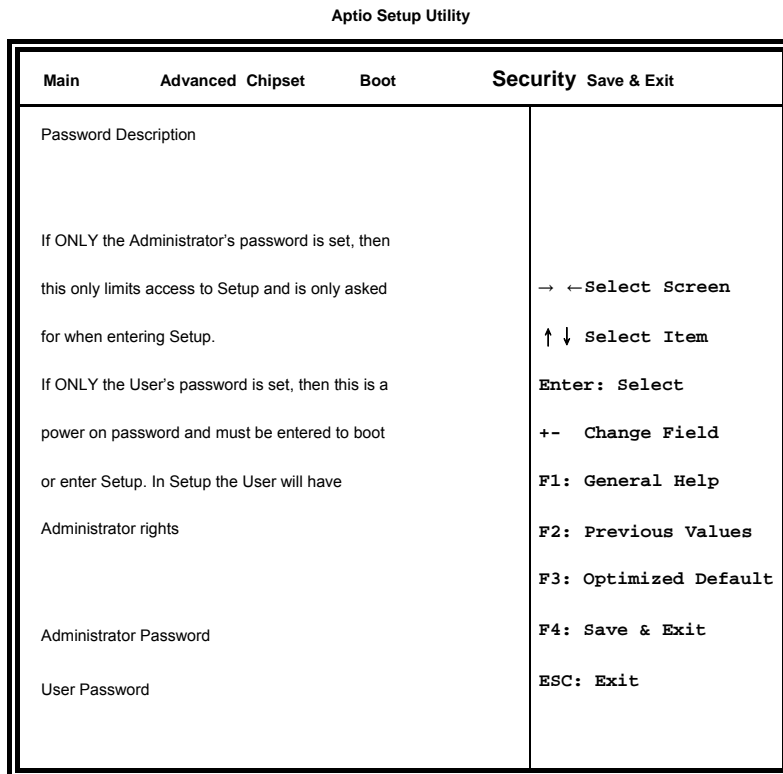 Aptio Setup Utility
Main Advanced Chipset Boot Security Save & Exit
Password Description
If ONLY the Administrator's password is set, then
this only limits access to Setup and is only asked
for when entering Setup.
If ONLY the User's password is set, then this is a
power on password and must be entered to boot
or enter Setup. In Setup the User will have
Administrator rights
Administrator Password
User Password
→ ←Select Screen
↑↓ Select Item
Enter: Select
+- Change Field
F1: General Help
F2: Previous Values
F3: Optimized Default
F4: Save & Exit
ESC: Exit